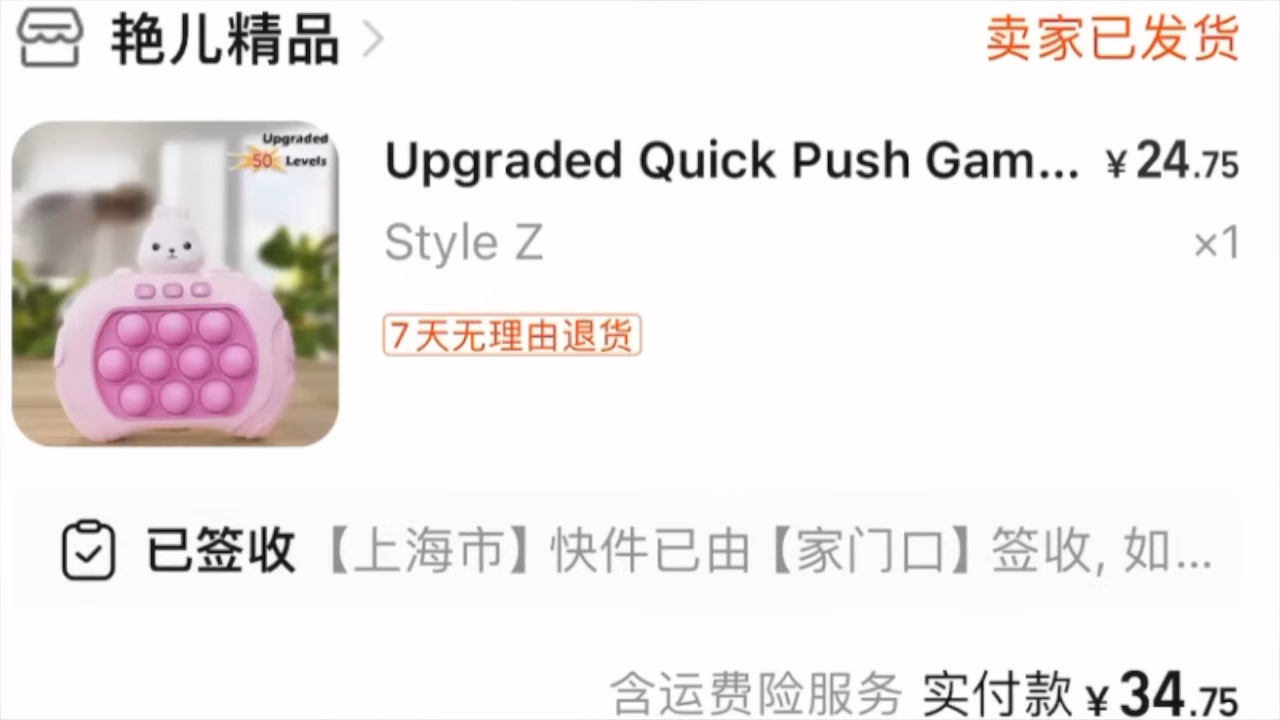 艳儿精品
卖家已发货
Upgraded
50 Levels
Upgraded Quick Push Gam... ¥24.75
Style Z ×1
7天无理由退货
已签收 【上海市】快件已由【家门口】签收, 如...
含运费险服务 实付款 ¥34.75